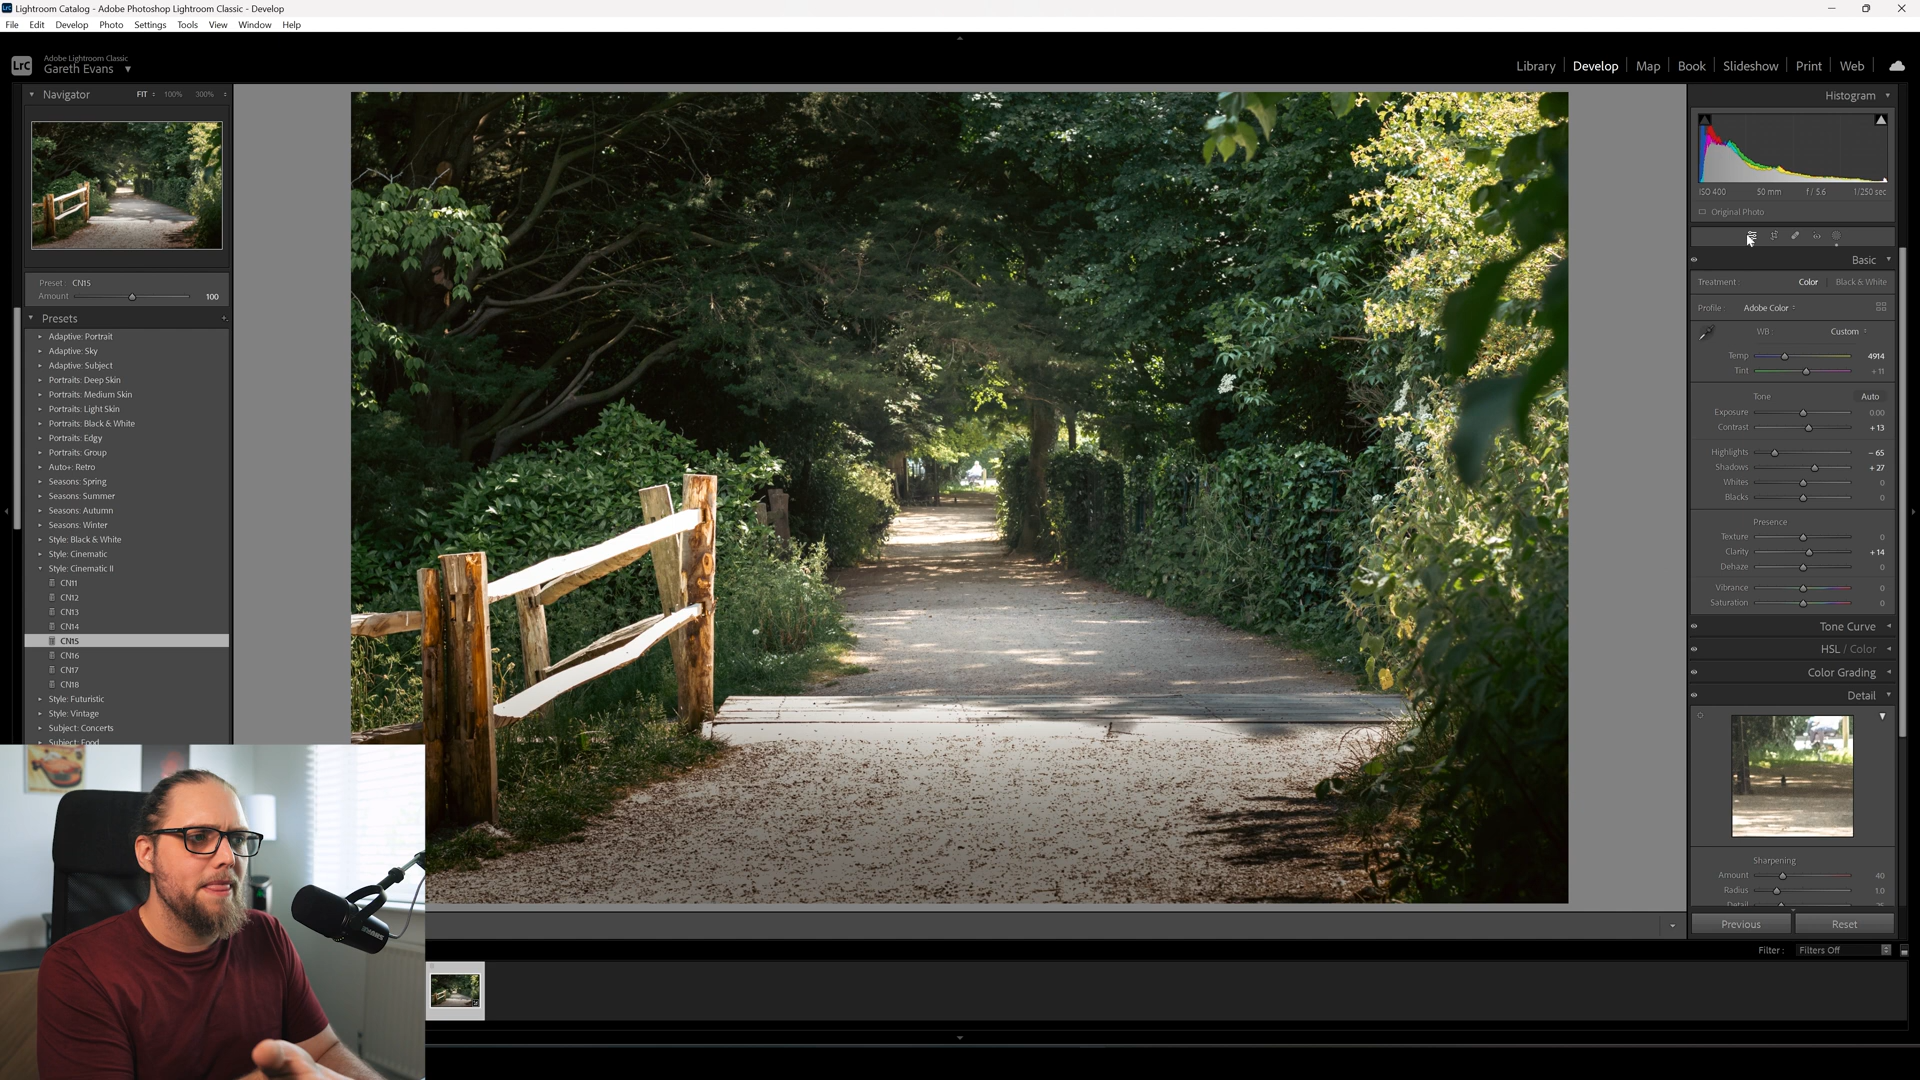 Lightroom Catalog - Adobe Photoshop Lightroom Classic - Develop
File Edit Develop Photo Settings Tools View Window Help
LrC
Adobe Lightroom Classic
Gareth Evans
Library | Develop | Map | Book | Slideshow | Print | Web
Navigator FIT 100% 300%
Preset: CN15
Amount 100
Presets
Adaptive: Portrait
Adaptive: Sky
Adaptive: Subject
Portraits: Deep Skin
Portraits: Medium Skin
Portraits: Light Skin
Portraits: Black & White
Portraits: Edgy
Portraits: Group
Auto+: Retro
Seasons: Spring
Seasons: Summer
Seasons: Autumn
Seasons: Winter
Style: Black & White
Style: Cinematic
Style: Cinematic II
CN11
CN12
CN13
CN14
CN15
CN16
CN17
CN18
Style: Futuristic
Style: Vintage
Subject: Concerts
Subject: Food
Histogram
ISO 400 50 mm f / 5.6 1/250 sec
Original Photo
Basic
Treatment Color Black & White
Profile: Adobe Color
WB: Custom
Temp 4914
Tint + 11
Tone Auto
Exposure 0.00
Contrast + 13
Highlights − 65
Shadows + 27
Whites 0
Blacks 0
Presence
Texture 0
Clarity + 14
Dehaze 0
Vibrance 0
Saturation 0
Tone Curve
HSL / Color
Color Grading
Detail
Sharpening
Amount 40
Radius 1.0
Detail 25
Previous Reset
Filter : Filters Off